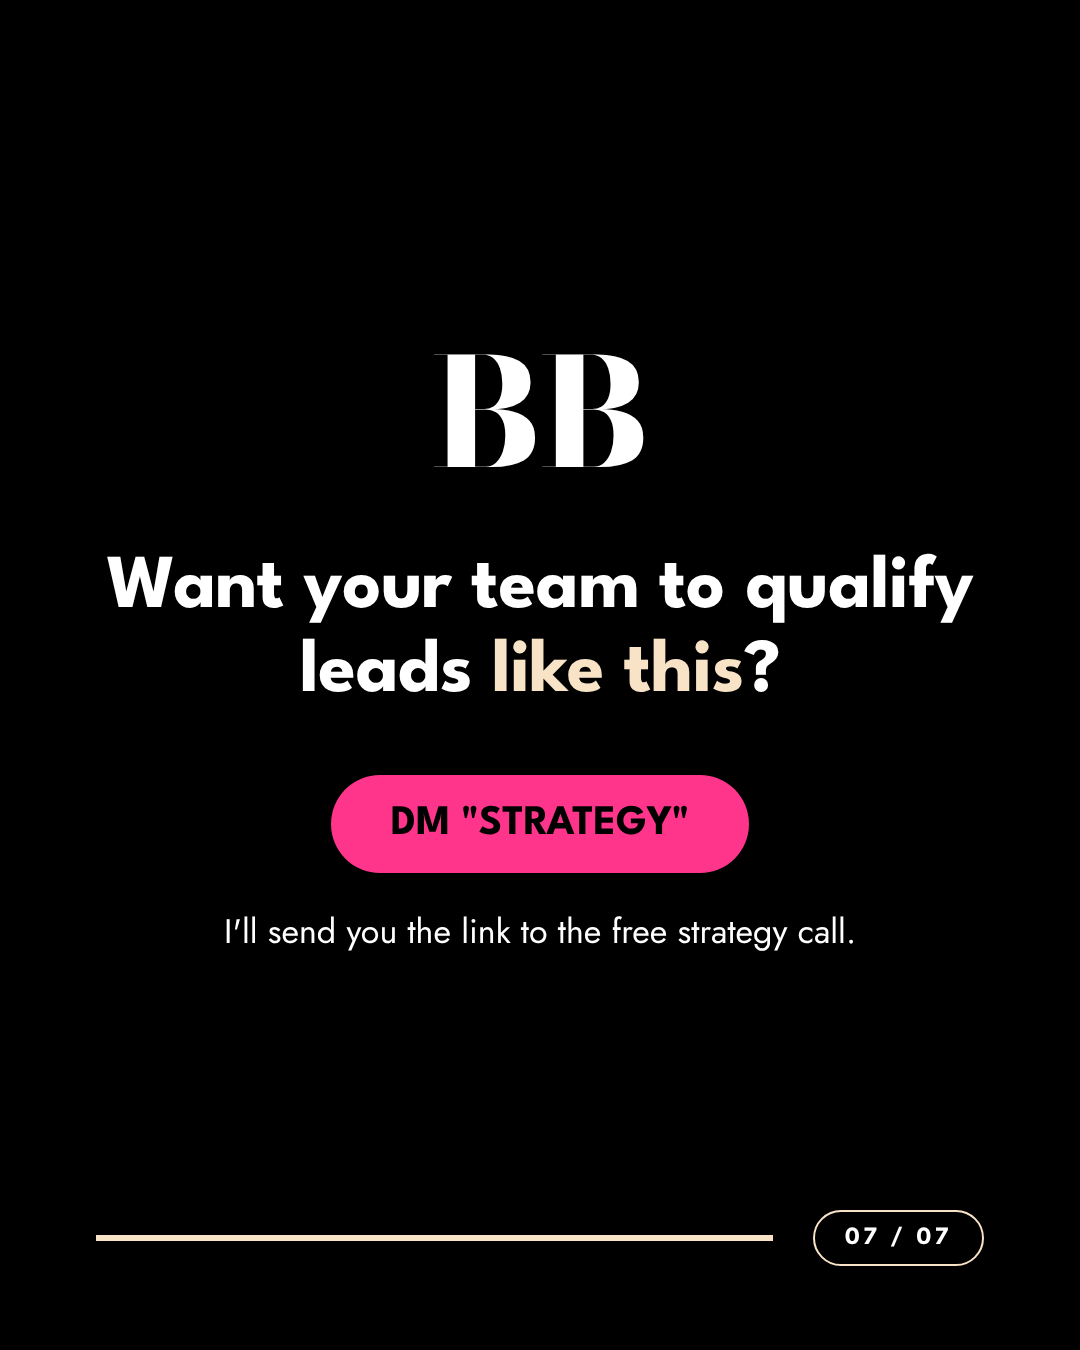 BB
Want your team to qualify
leads like this?
DM "STRATEGY"
I'll send you the link to the free strategy call.
07 / 07